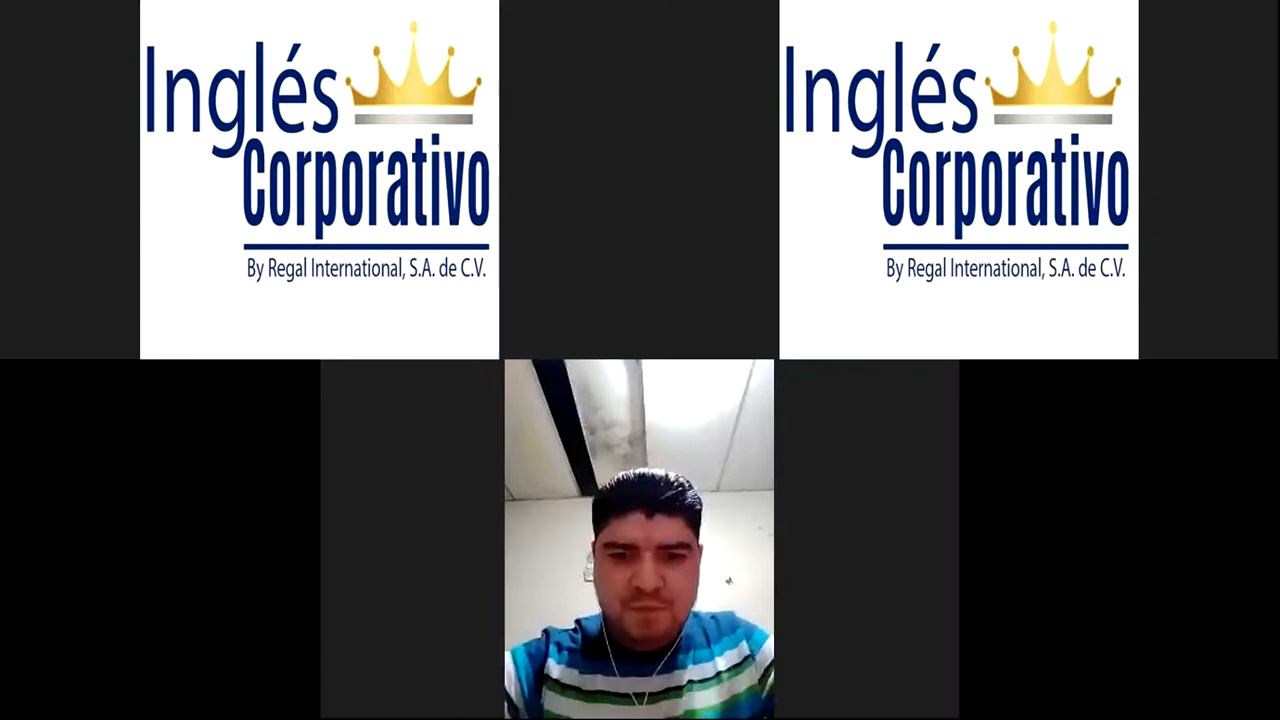 Inglés
Corporativo
By Regal International, S.A. de C.V.
Inglés
Corporativo
By Regal International, S.A. de C.V.